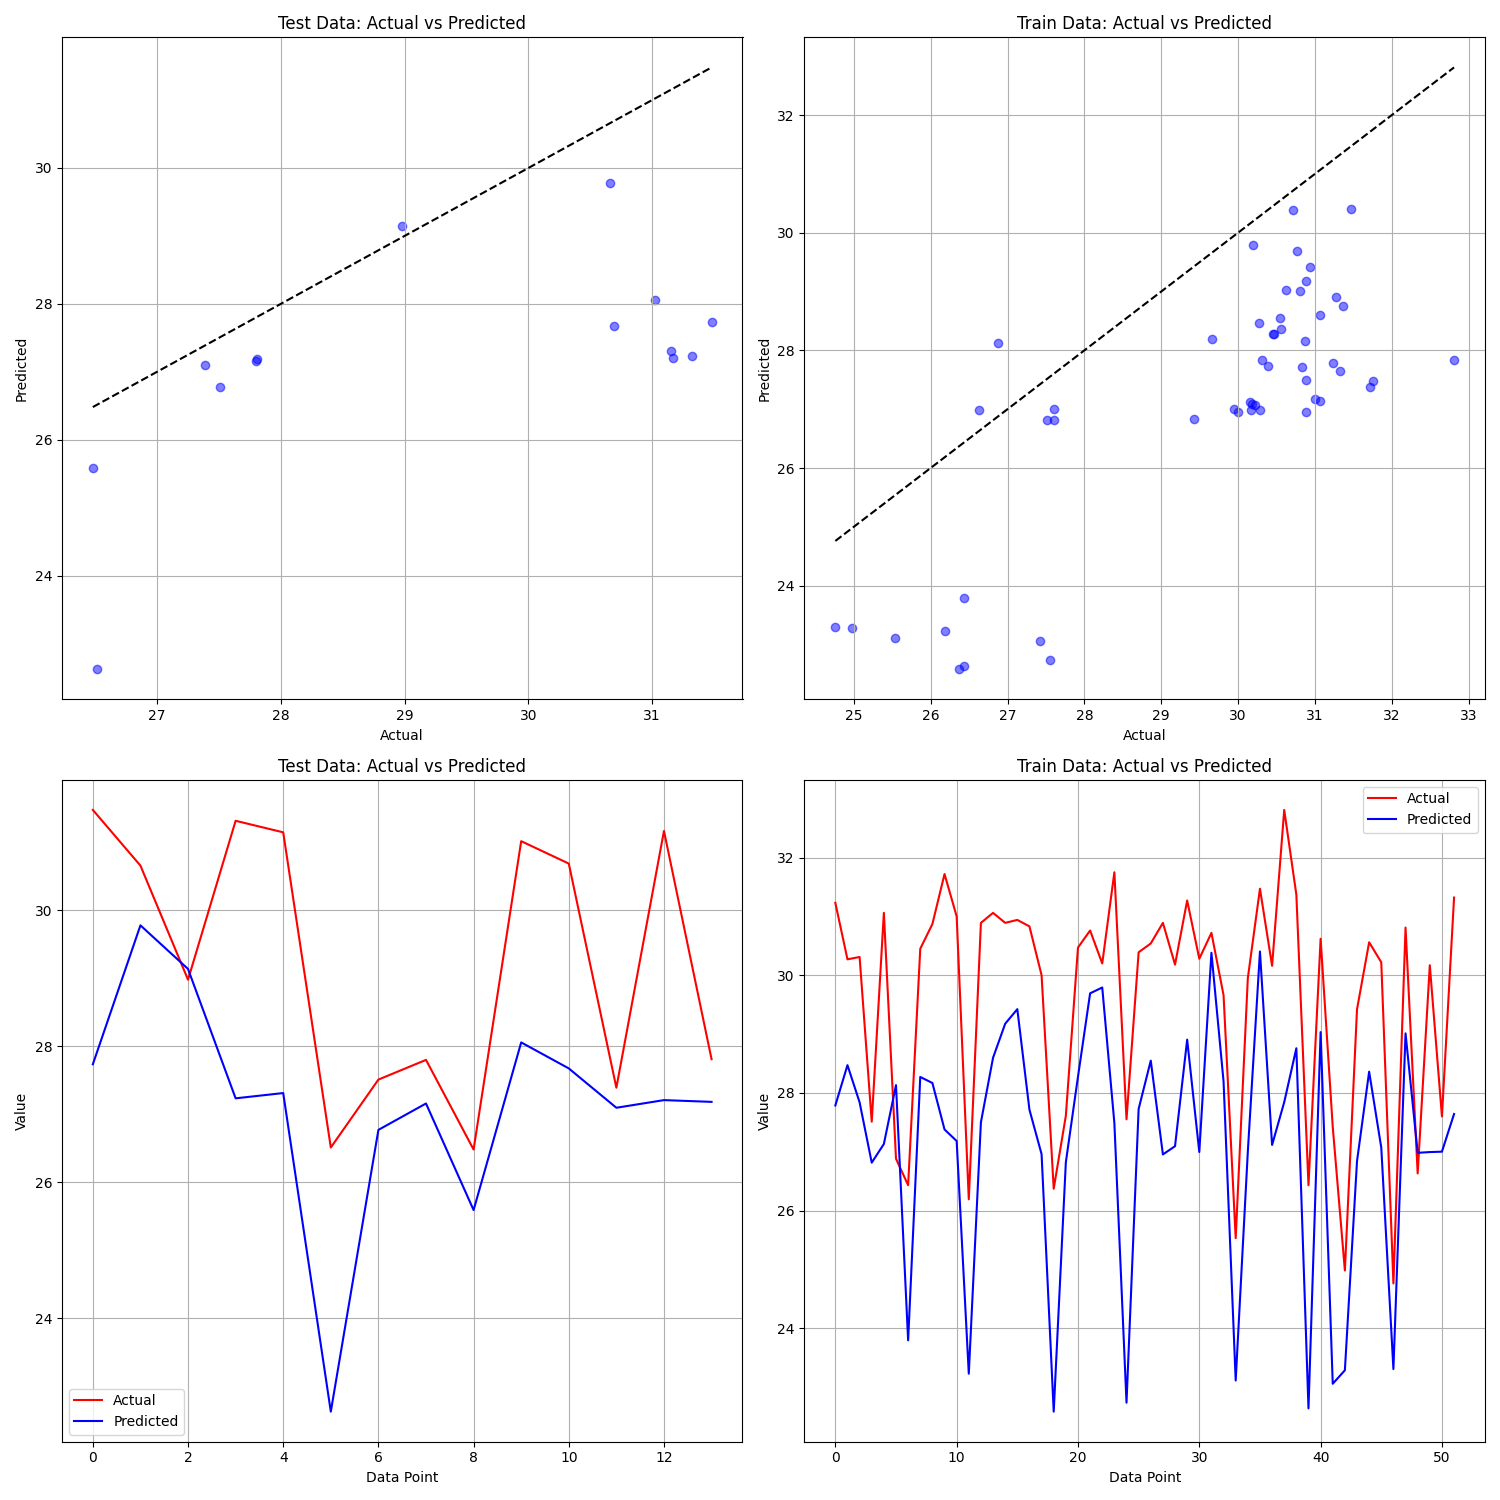 Test Data: Actual vs Predicted
Predicted
30
28
26
24
27 28 29 30 31
Actual
Train Data: Actual vs Predicted
Predicted
32
30
28
26
24
25 26 27 28 29 30 31 32 33
Actual
Test Data: Actual vs Predicted
Value
30
28
26
24
Actual
Predicted
0 2 4 6 8 10 12
Data Point
Train Data: Actual vs Predicted
Actual
Predicted
Value
32
30
28
26
24
0 10 20 30 40 50
Data Point